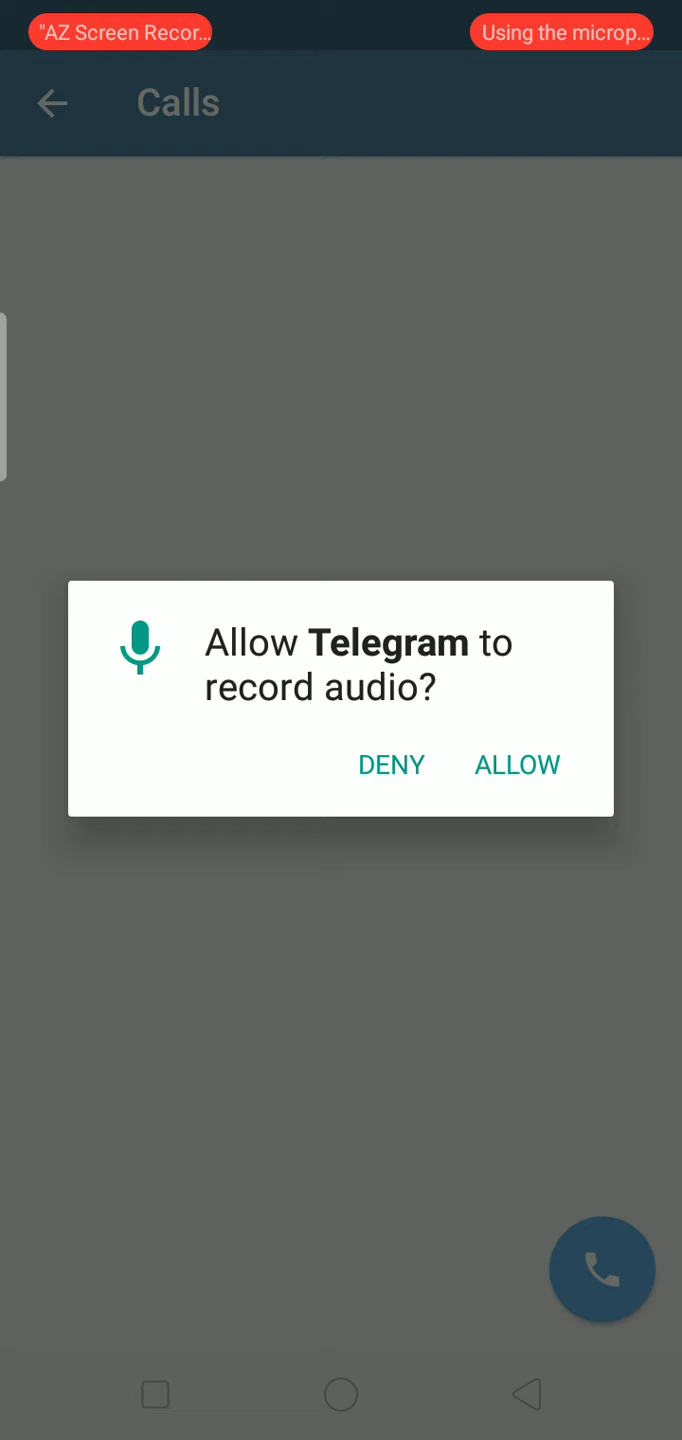 "AZ Screen Recor...
Using the microp...
Calls
Allow Telegram to
record audio?
DENY
ALLOW